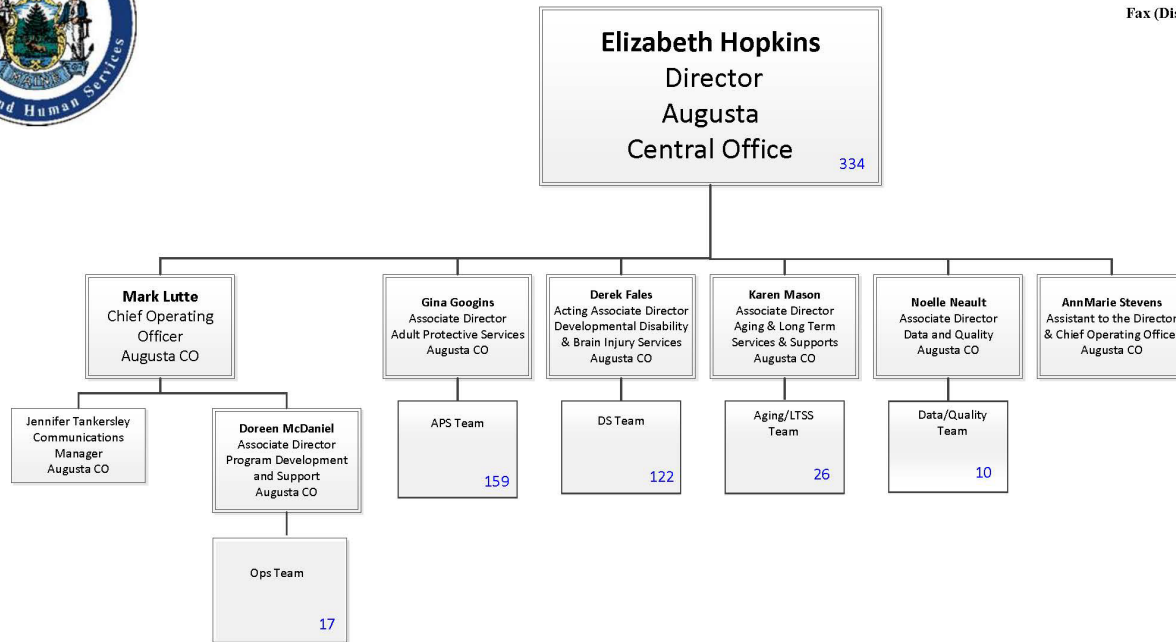 Fax (Dis
MAINE
nd Human Services
Elizabeth Hopkins
Director
Augusta
Central Office
334
Mark Lutte
Chief Operating
Officer
Augusta CO
Gina Googins
Associate Director
Adult Protective Services
Augusta CO
Derek Fales
Acting Associate Director
Developmental Disability
& Brain Injury Services
Augusta CO
Karen Mason
Associate Director
Aging & Long Term
Services & Supports
Augusta CO
Noelle Neault
Associate Director
Data and Quality
Augusta CO
AnnMarie Stevens
Assistant to the Director
& Chief Operating Office
Augusta CO
Jennifer Tankersley
Communications
Manager
Augusta CO
Doreen McDaniel
Associate Director
Program Development
and Support
Augusta CO
APS Team
159
DS Team
122
Aging/LTSS
Team
26
Data/Quality
Team
10
Ops Team
17